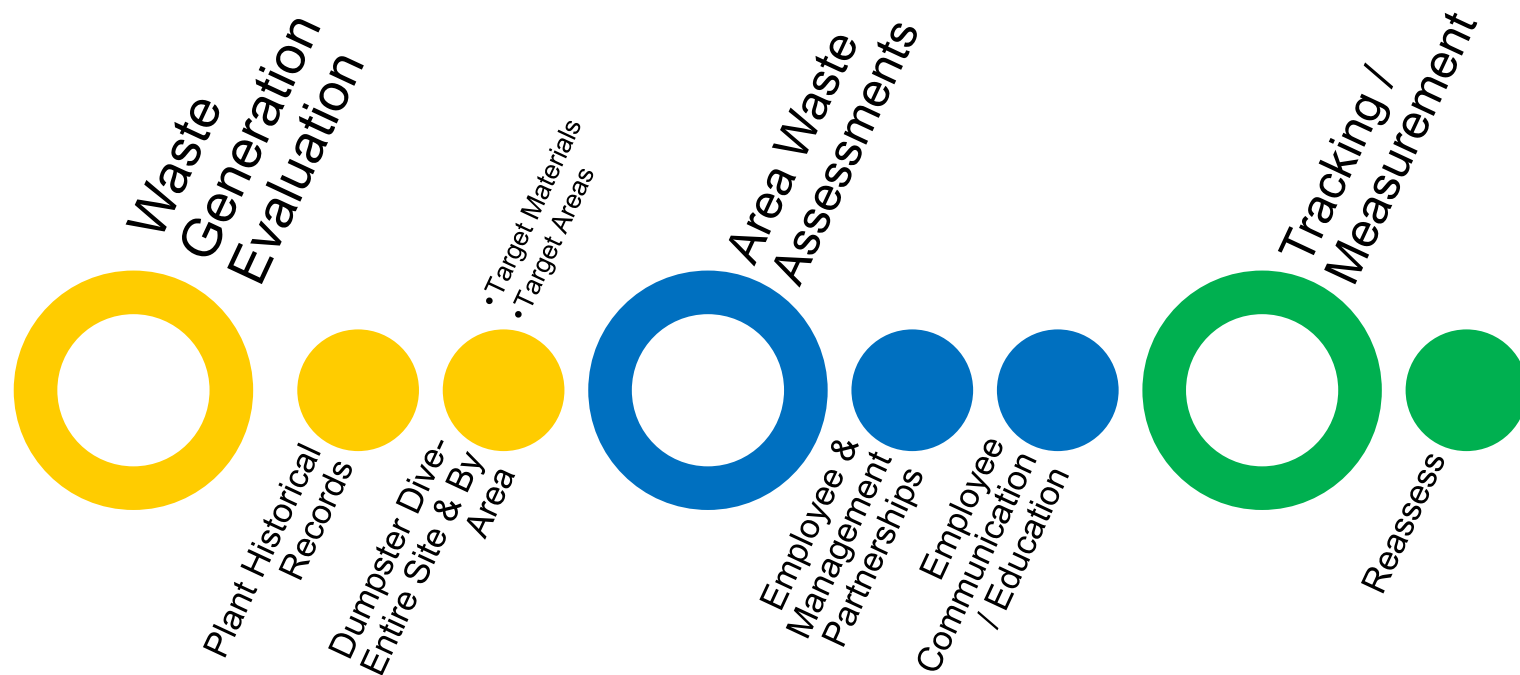 Waste
Generation
Evaluation
Plant Historical
Records
Dumpster Dive-
Entire Site & By
Area
•Target Materials
•Target Areas
Area Waste
Assessments
Employee &
Management
Partnerships
Employee
Communication
/ Education
Tracking /
Measurement
Reassess